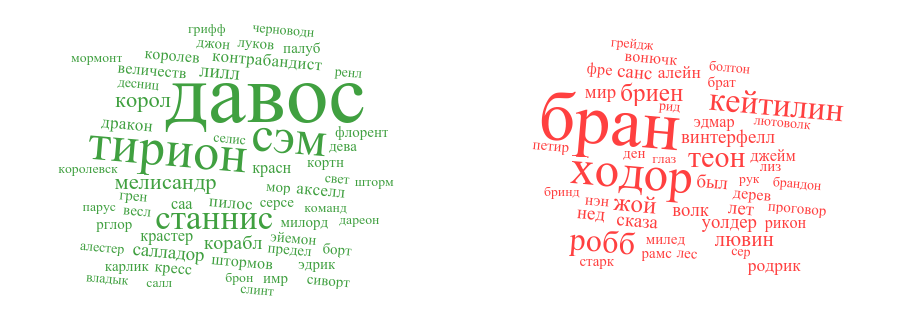 грифф черноводн
джон луков палуб
мормонт королев контрабандист
величеств лилл ренл
десниц
корол давос
дракон селис сэм флорент
тирион дева
красн кортн
королевск
мелисандр свет шторм
мор акселл
грен саа пилос серсе
парус весл станнис команд
милорд дареон
рглор
крастер корабл эйемон
алестер салладор предел борт
штормов
карлик кресс эдрик
владык салл брон имр сиворт
слинт
грейдж
вонючк
фре санс алейн болтон
брат
мир бриен кейтилин
рид
бран эдмар лютоволк
винтерфелл
петир ден глаз теон джейм
лиз
ходор был рук брандон
бринд дерев
нэн жой волк лет проговор
нед сказа уолдер рикон
робб милед лювин
рамс лес сер
старк родрик